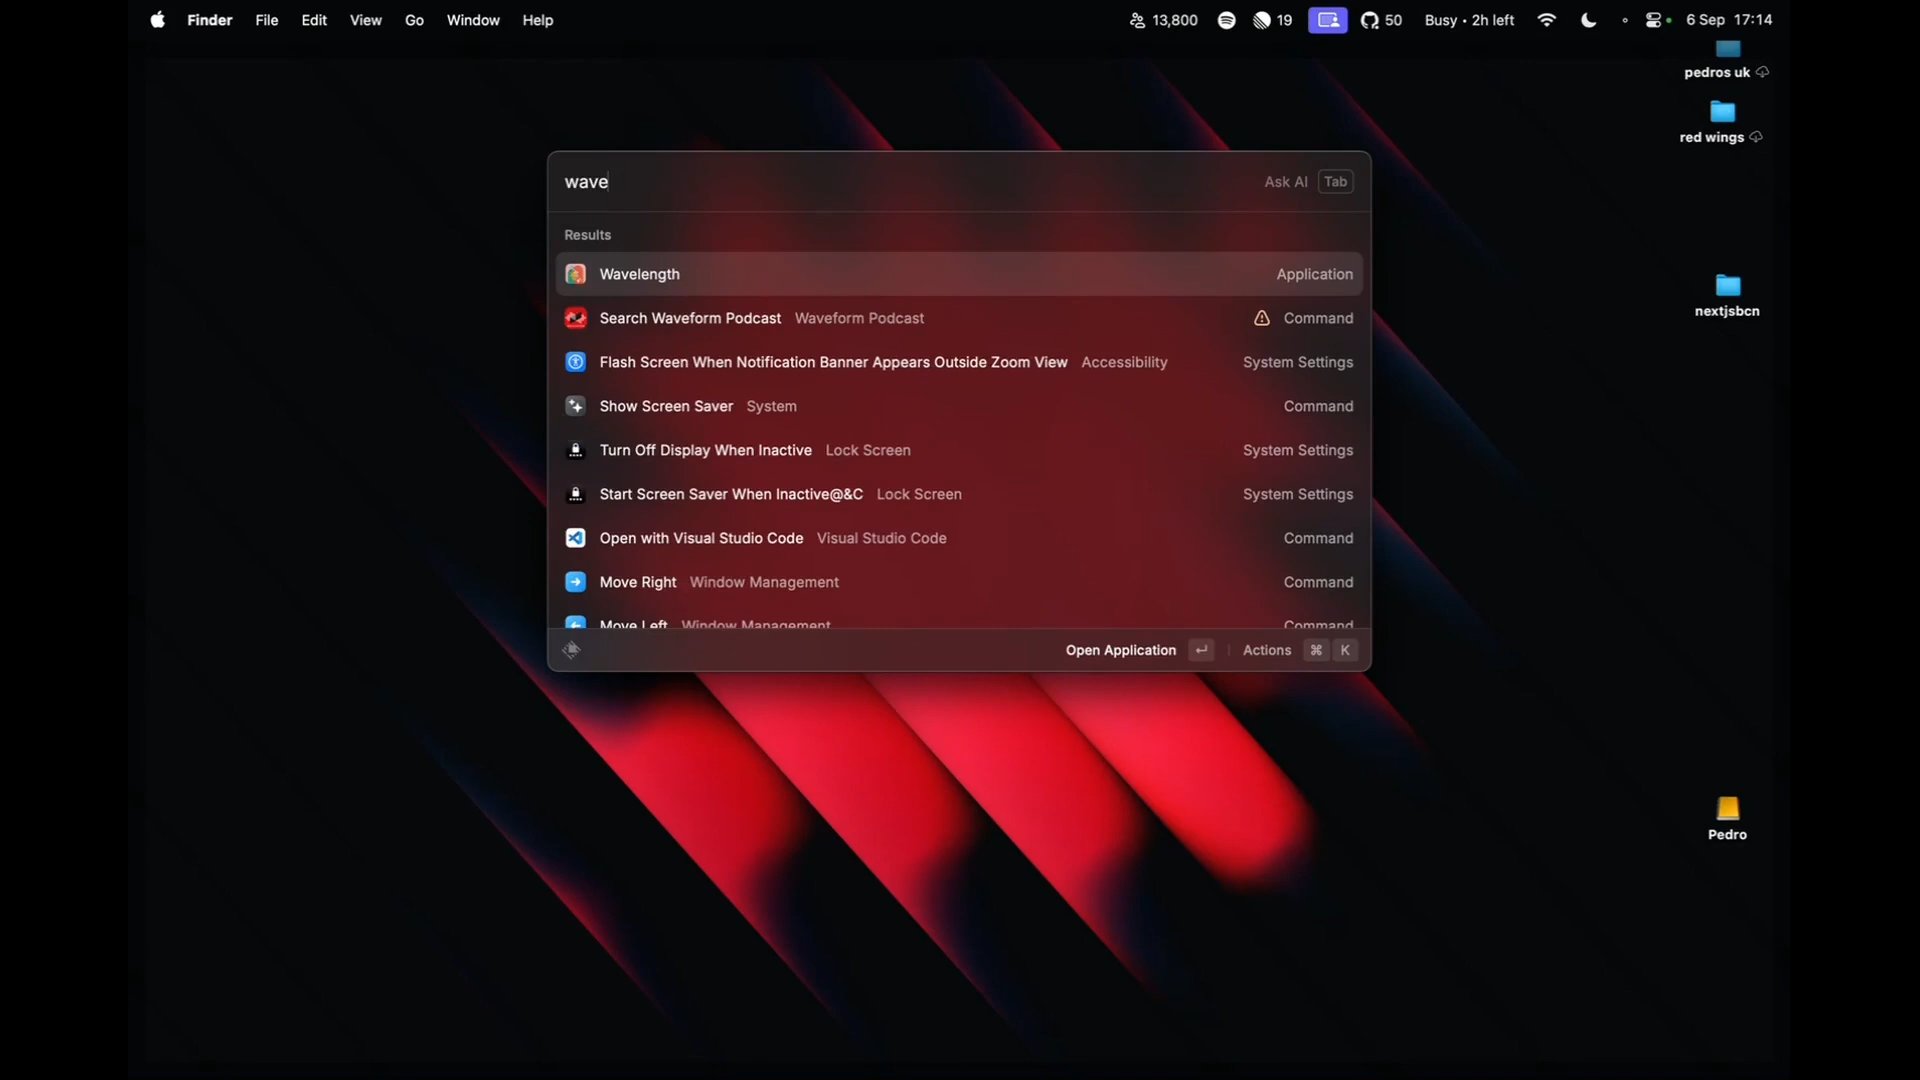 Finder File Edit View Go Window Help 13,800 19 50 Busy • 2h left 6 Sep 17:14
pedros uk
red wings
nextjsbcn
Pedro
wave Ask AI Tab
Results
Wavelength Application
Search Waveform Podcast Waveform Podcast Command
Flash Screen When Notification Banner Appears Outside Zoom View Accessibility System Settings
Show Screen Saver System Command
Turn Off Display When Inactive Lock Screen System Settings
Start Screen Saver When Inactive@&C Lock Screen System Settings
Open with Visual Studio Code Visual Studio Code Command
Move Right Window Management Command
Move Left Window Management Command
Open Application ↵ Actions ⌘ K